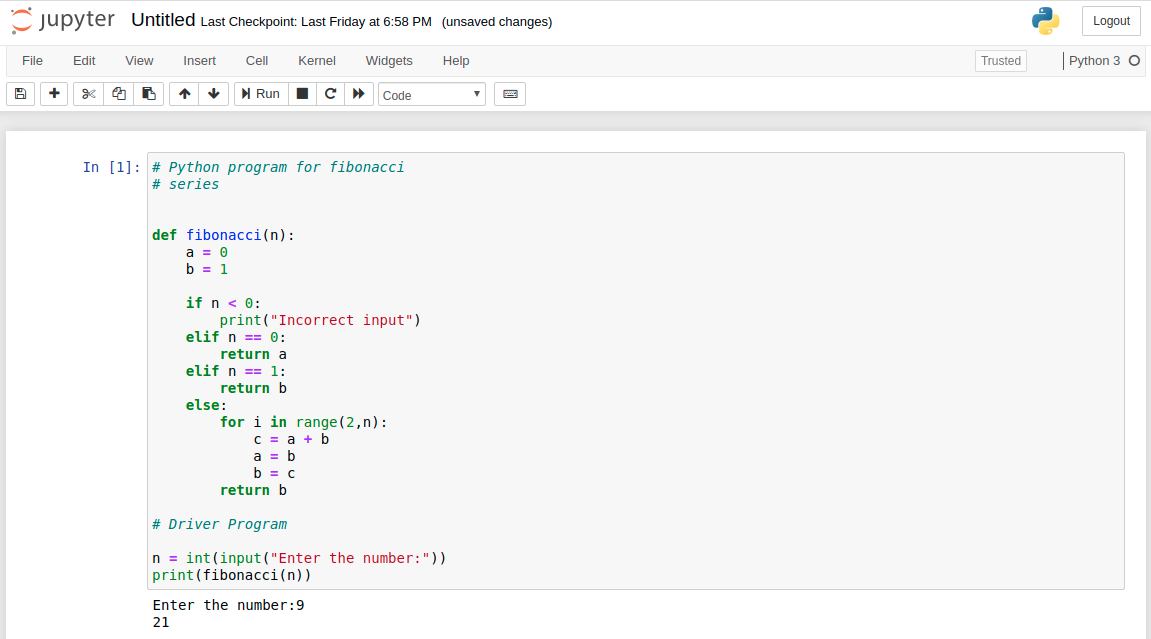 jupyter Untitled Last Checkpoint: Last Friday at 6:58 PM (unsaved changes) Logout
File Edit View Insert Cell Kernel Widgets Help Trusted Python 3
Run Code
In [1]: # Python program for fibonacci
# series
def fibonacci(n):
    a = 0
    b = 1
    if n < 0:
        print("Incorrect input")
    elif n == 0:
        return a
    elif n == 1:
        return b
    else:
        for i in range(2,n):
            c = a + b
            a = b
            b = c
        return b
# Driver Program
n = int(input("Enter the number:"))
print(fibonacci(n))
Enter the number:9
21